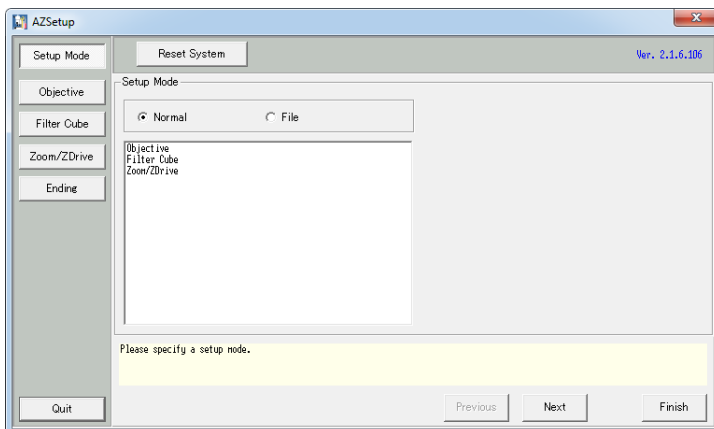 AZSetup
Setup Mode
Reset System
Ver. 2.1.6.106
Objective
Filter Cube
Zoom/ZDrive
Ending
Quit
Setup Mode
Normal
File
Objective
Filter Cube
Zoom/ZDrive
Please specify a setup mode.
Previous
Next
Finish